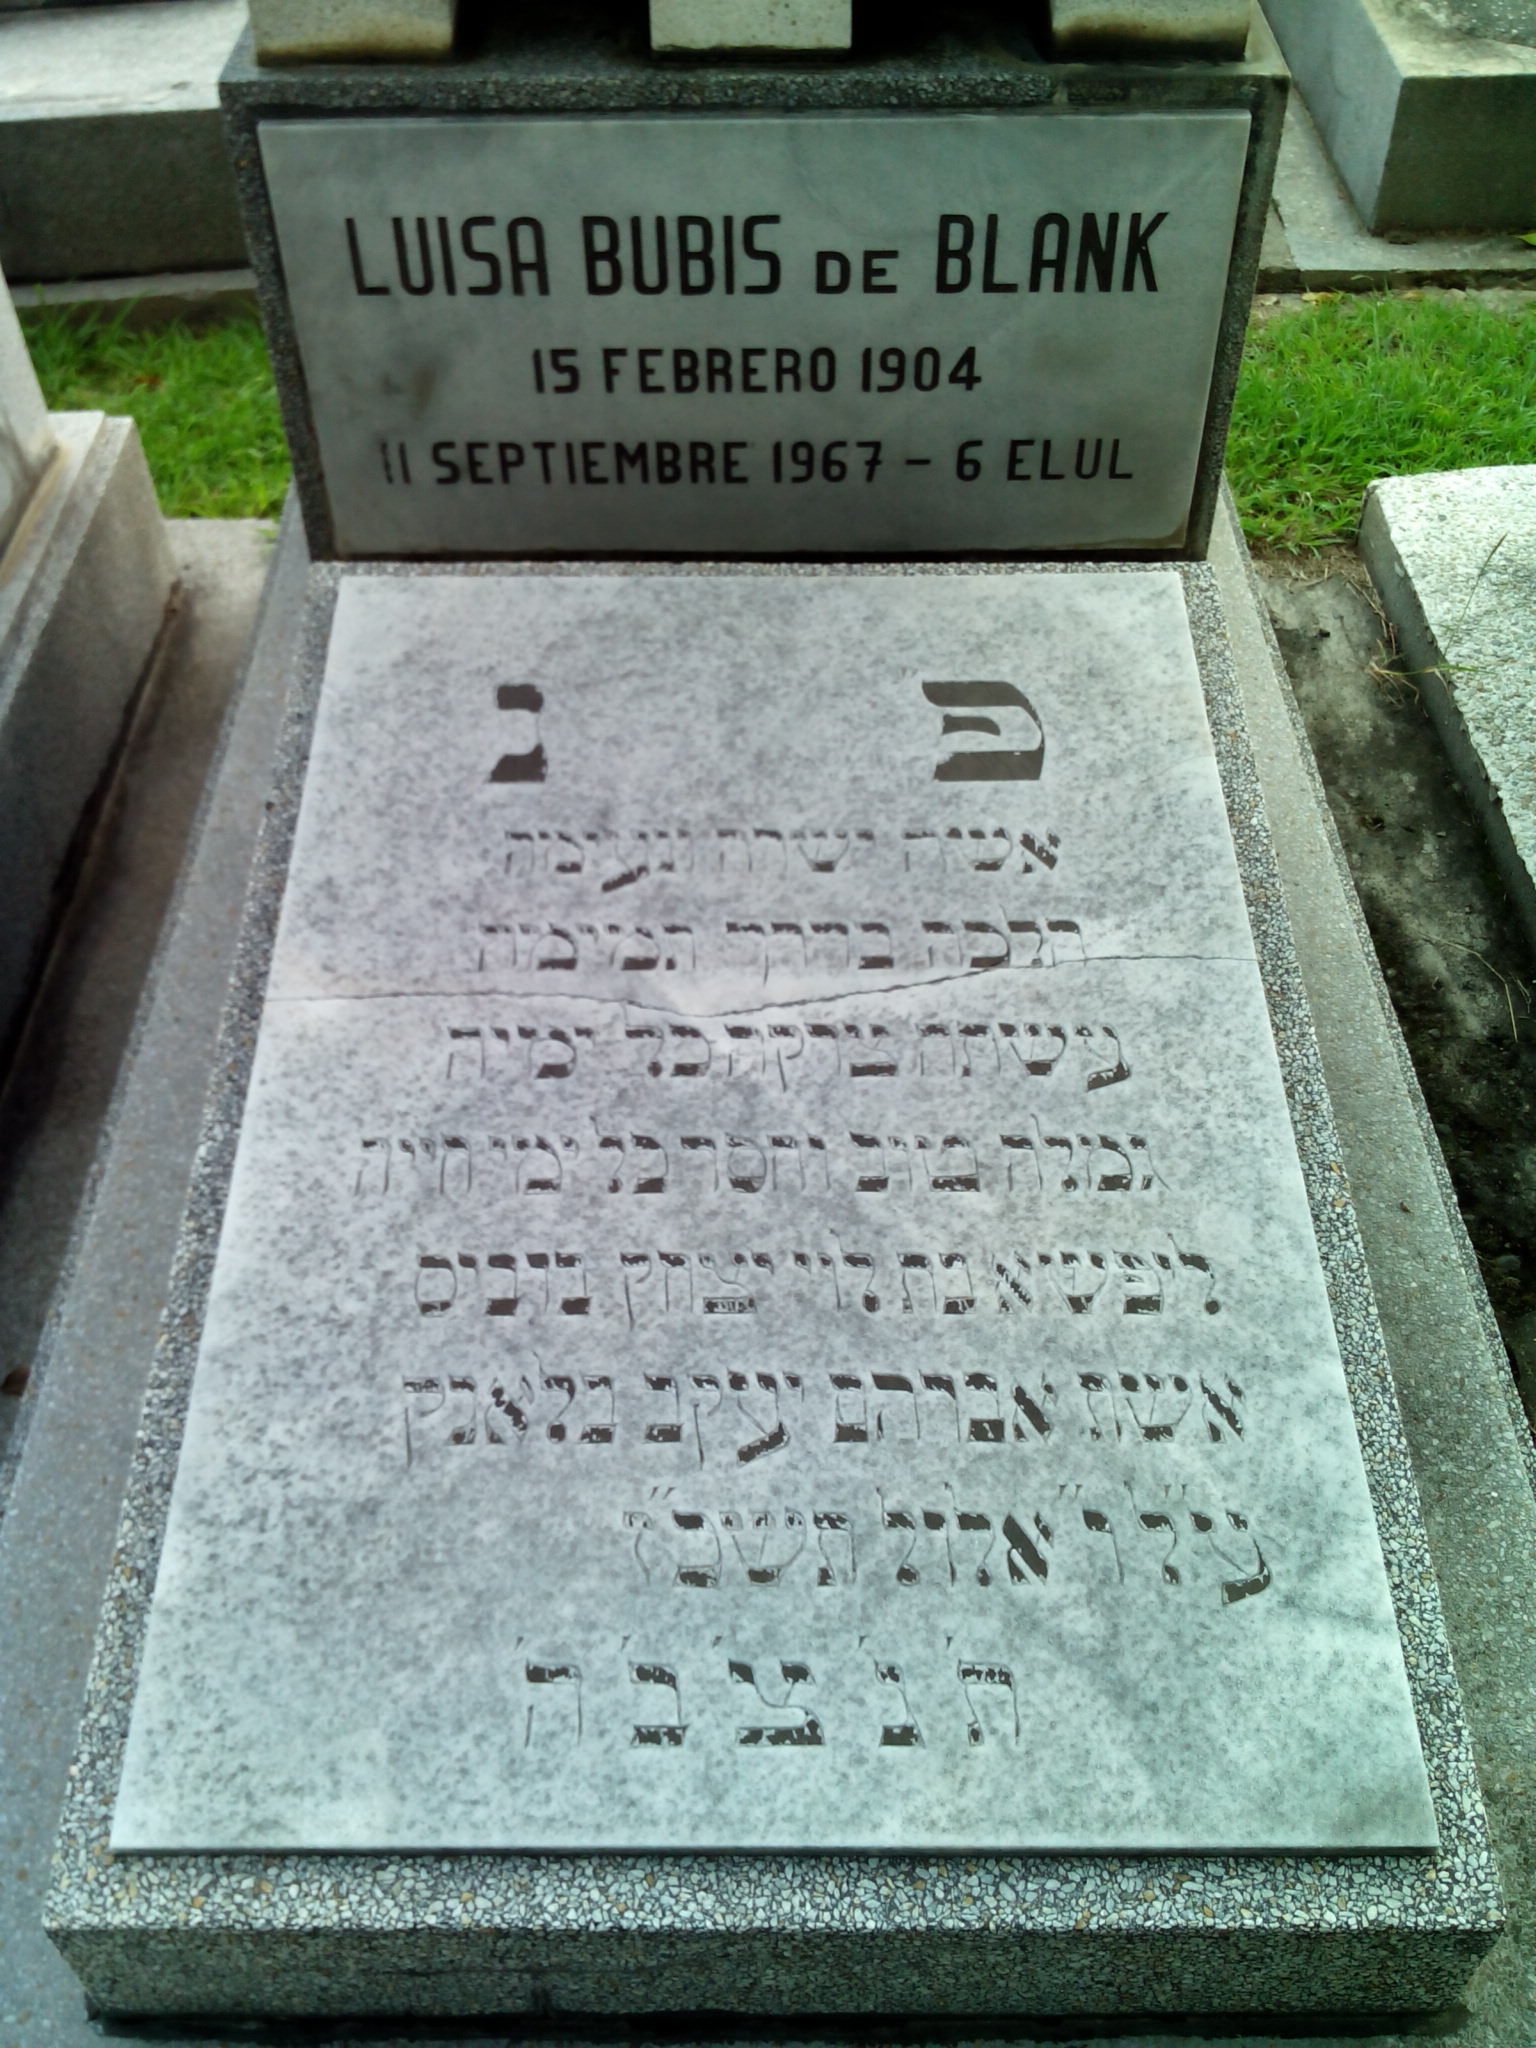 LUISA BUBIS DE BLANK
15 FEBRERO 1904
11 SEPTIEMBRE 1967 - 6 ELUL
פ נ
אשה ישרה ונעימה
הלכה בדרך תמימה
עשתה צדקה כל ימיה
גמלה טוב וחסד כל ימי חייה
ליפשיא בת לוי יצחק בוביס
אשת אברהם יעקב בלאנק
על"ו ו' אלול תשכ"ז
ת' נ' צ' ב' ה'